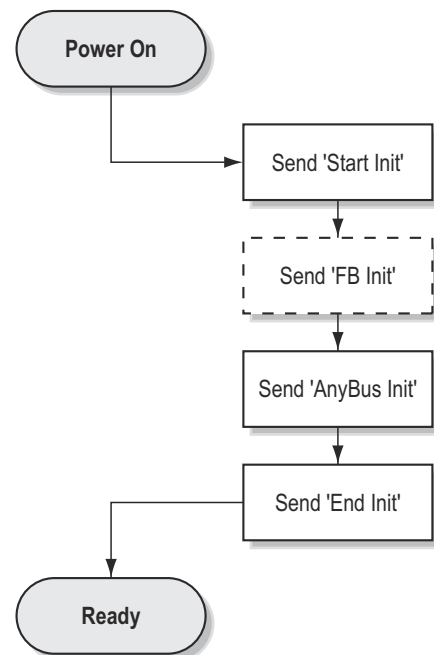 Power On
Send 'Start Init'
Send 'FB Init'
Send 'AnyBus Init'
Send 'End Init'
Ready